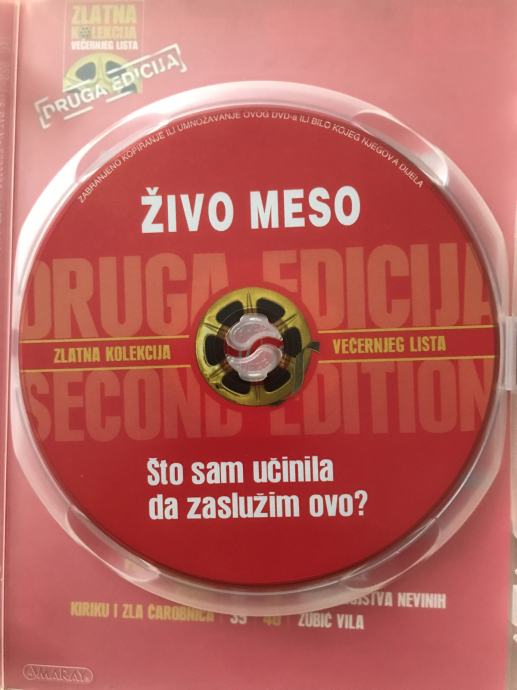 ZLATNA
KOLEKCIJA
VEČERNJEG LISTA
DRUGA EDICIJA
ZABRANJENO KOPIRANJE ILI UMNOŽAVANJE OVOG DVD-a ILI BILO KOJEG NJEGOVA DIJELA
ŽIVO MESO
DRUGA EDICIJA
ZLATNA KOLEKCIJA VEČERNJEG LISTA
SECOND EDITION
Što sam učinila
da zaslužim ovo?
NEVINIH
KIRIKU I ZLA ČAROBNICA 39 40 ZUBIĆ VILA
AMARAY